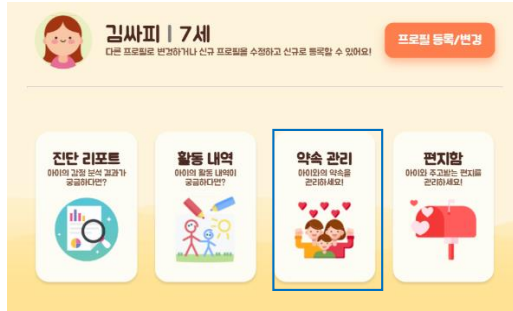 김싸피 | 7세
다른 프로필로 변경하거나 신규 프로필을 수정하고 신규로 등록할 수 있어요!
프로필 등록/변경
진단 리포트
아이의 감정 분석 결과가
궁금하다면?
활동 내역
아이의 활동 내역이
궁금하다면?
약속 관리
아이와의 약속을
관리하세요!
편지함
아이와 주고받는 편지를
관리하세요!